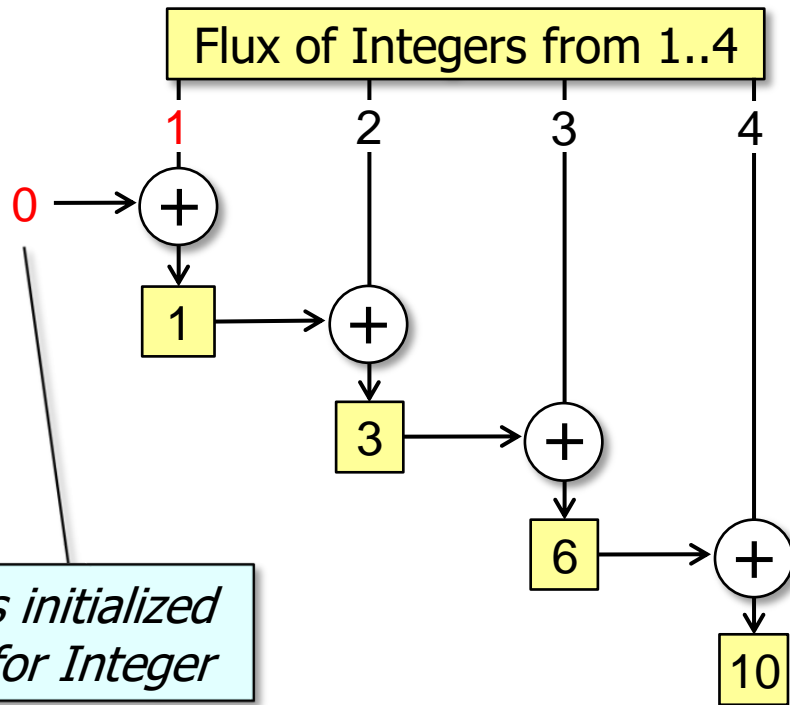 Flux of Integers from 1..4
1 2 3 4
0 +
1 +
3 +
6 +
initialized
for Integer
10